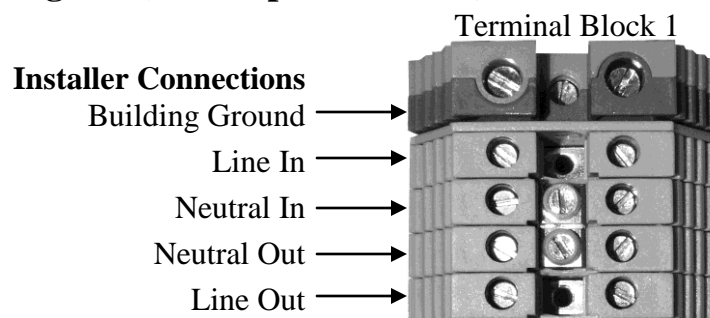 Terminal Block 1
Installer Connections
Building Ground
Line In
Neutral In
Neutral Out
Line Out